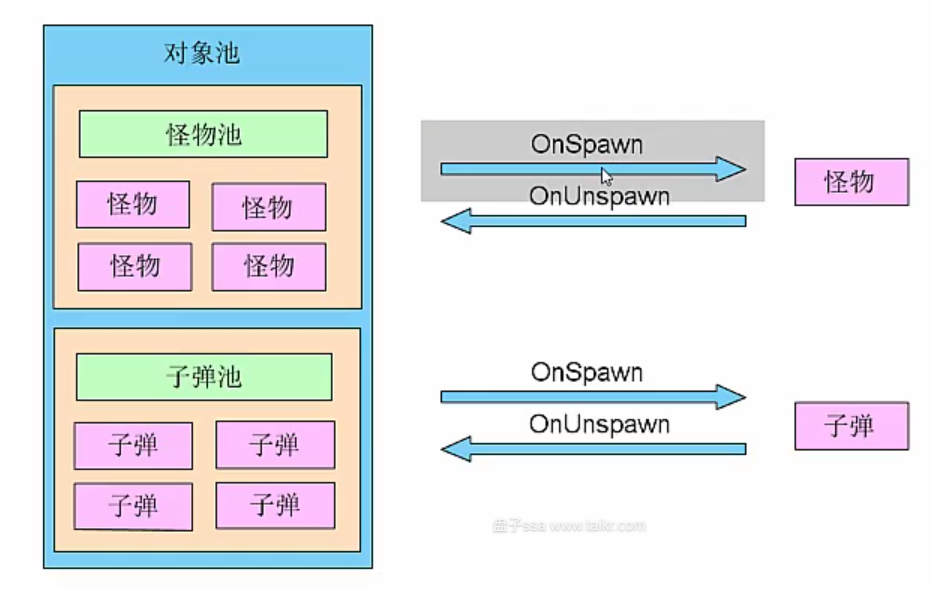 对象池
怪物池
怪物 怪物
怪物 怪物
OnSpawn
OnUnspawn
怪物
子弹池
子弹 子弹
子弹 子弹
OnSpawn
OnUnspawn
子弹
盘子ssa www.taikr.com